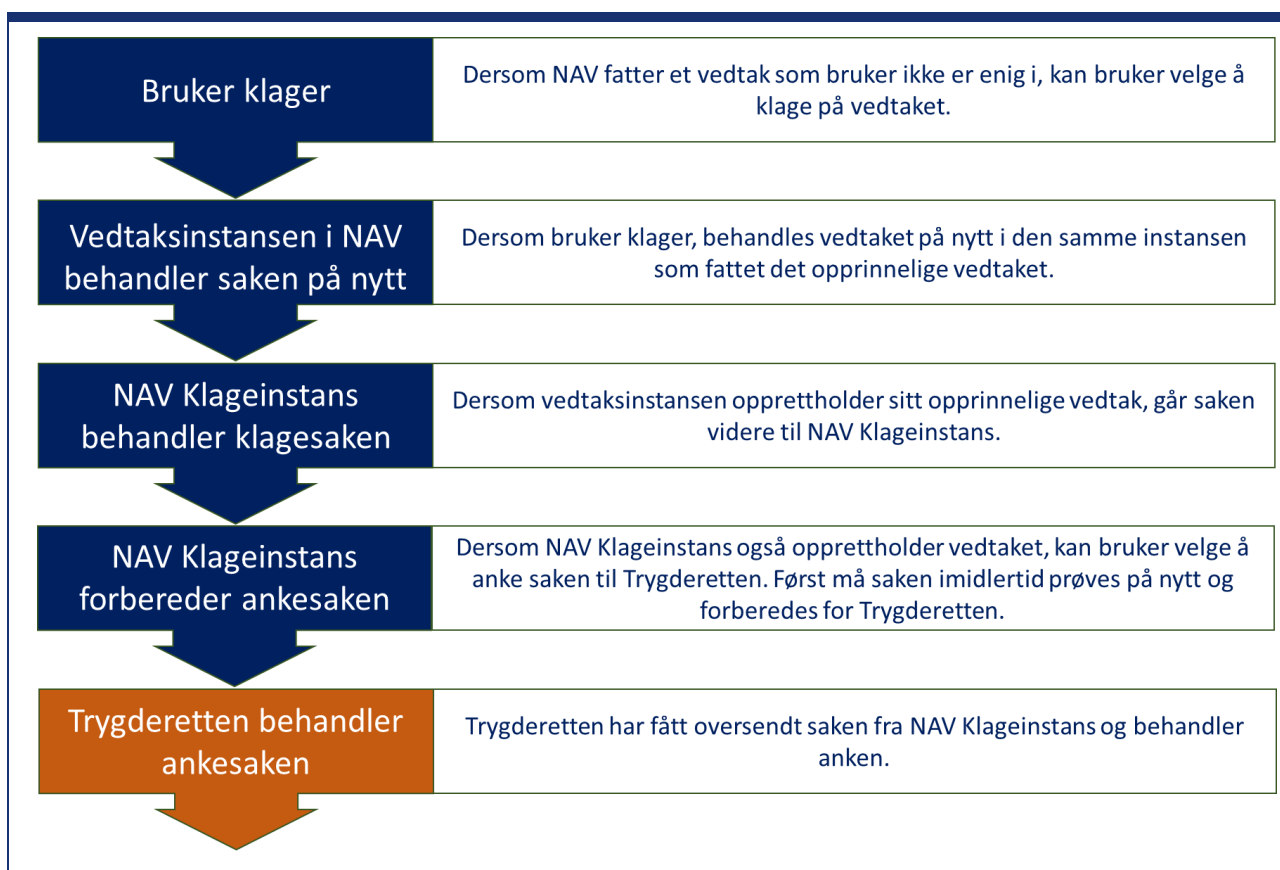 Bruker klager
Dersom NAV fatter et vedtak som bruker ikke er enig i, kan bruker velge å
klage på vedtaket.
Vedtaksinstansen i NAV
behandler saken på nytt
Dersom bruker klager, behandles vedtaket på nytt i den samme instansen
som fattet det opprinnelige vedtaket.
NAV Klageinstans
behandler klagesaken
Dersom vedtaksinstansen opprettholder sitt opprinnelige vedtak, går saken
videre til NAV Klageinstans.
NAV Klageinstans
forbereder ankesaken
Dersom NAV Klageinstans også opprettholder vedtaket, kan bruker velge å
anke saken til Trygderetten. Først må saken imidlertid prøves på nytt og
forberedes for Trygderetten.
Trygderetten behandler
ankesaken
Trygderetten har fått oversendt saken fra NAV Klageinstans og behandler
anken.